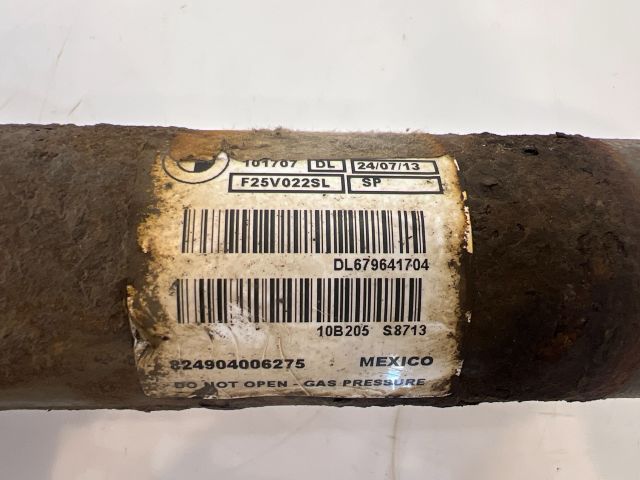 101707 DL 24/07/13
F25V022SL SP
DL679641704
10B205 S8713
824904006275 MEXICO
DO NOT OPEN - GAS PRESSURE